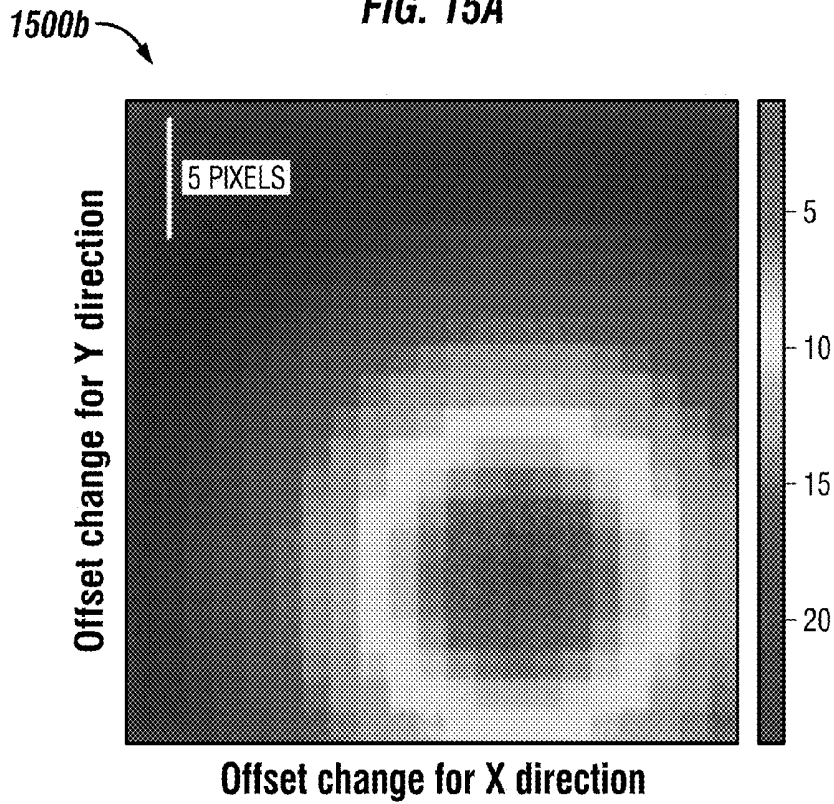 FIG. 15A
1500b
5 PIXELS
5
10
15
20
Offset change for Y direction
Offset change for X direction